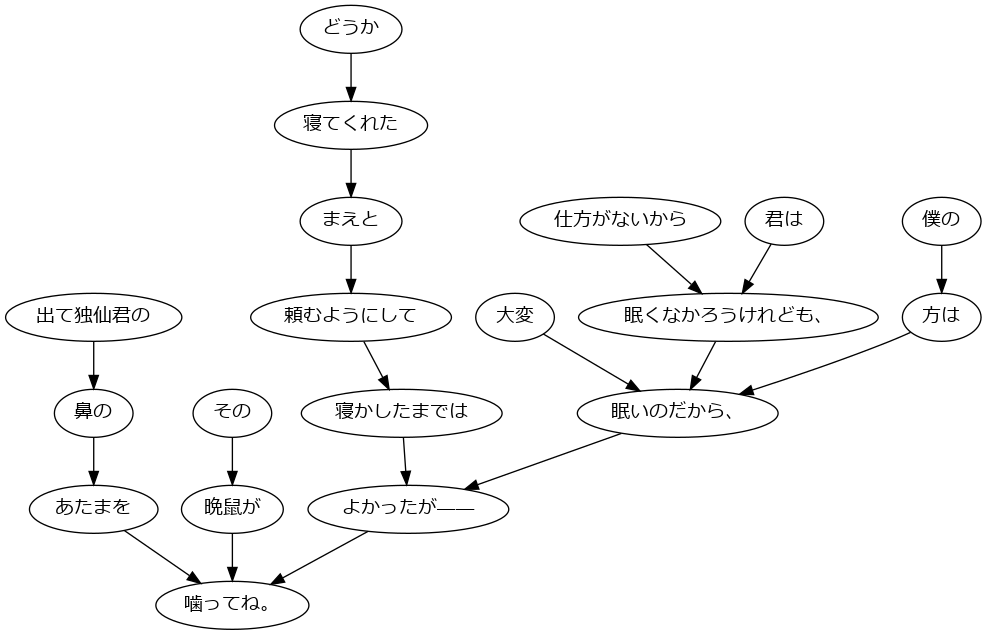 どうか
寝てくれた
まえと
仕方がないから
君は
僕の
出て独仙君の
頼むようにして
大変
眠くなかろうけれども、
方は
鼻の
その
寝かしたまでは
眠いのだから、
あたまを
晩鼠が
よかったが――
噛ってね。